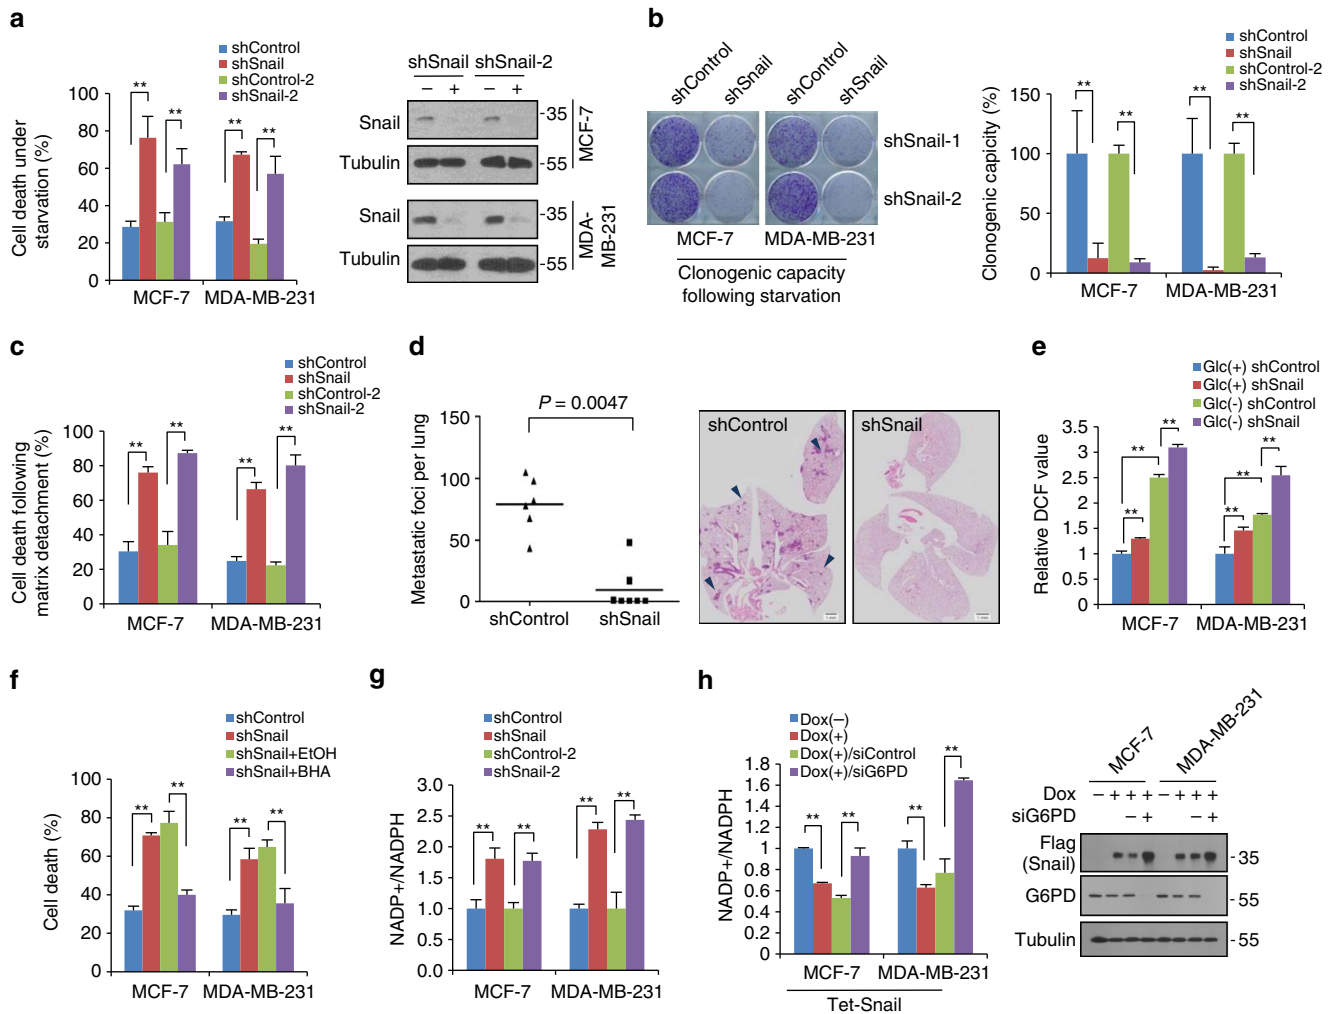 a
shControl
shSnail
shControl-2
shSnail-2
Cell death under
starvation (%)
100
80
60
40
20
0
**
**
**
**
MCF-7
MDA-MB-231
shSnail shSnail-2
– + – +
Snail
-35
Tubulin
-55
MCF-7
Snail
-35
Tubulin
-55
MDA-
MB-231
b
shControl
shSnail
shControl
shSnail
shSnail-1
shSnail-2
MCF-7
MDA-MB-231
Clonogenic capacity
following starvation
shControl
shSnail
shControl-2
shSnail-2
Clonogenic capicity (%)
150
100
50
0
**
**
**
**
MCF-7
MDA-MB-231
c
shControl
shSnail
shControl-2
shSnail-2
Cell death following
matrix detachment (%)
100
80
60
40
20
0
**
**
**
**
MCF-7
MDA-MB-231
d
Metastatic foci per lung
150
100
50
0
P = 0.0047
shControl
shSnail
shControl
shSnail
e
Glc(+) shControl
Glc(+) shSnail
Glc(-) shControl
Glc(-) shSnail
Relative DCF value
3.5
3
2.5
2
1.5
1
0.5
0
**
**
**
**
**
**
MCF-7
MDA-MB-231
f
shControl
shSnail
shSnail+EtOH
shSnail+BHA
Cell death (%)
100
80
60
40
20
0
**
**
**
**
MCF-7
MDA-MB-231
g
shControl
shSnail
shControl-2
shSnail-2
NADP+/NADPH
3.0
2.5
2.0
1.5
1.0
0.5
0.0
**
**
**
**
MCF-7
MDA-MB-231
h
Dox(–)
Dox(+)
Dox(+)/siControl
Dox(+)/siG6PD
NADP+/NADPH
1.8
1.6
1.4
1.2
1
0.8
0.6
0.4
0.2
0
**
**
**
**
MCF-7
MDA-MB-231
Tet-Snail
MCF-7
MDA-MB-231
Dox – + + + – + + +
siG6PD – + – +
Flag
(Snail)
- 35
G6PD
- 55
Tubulin
- 55